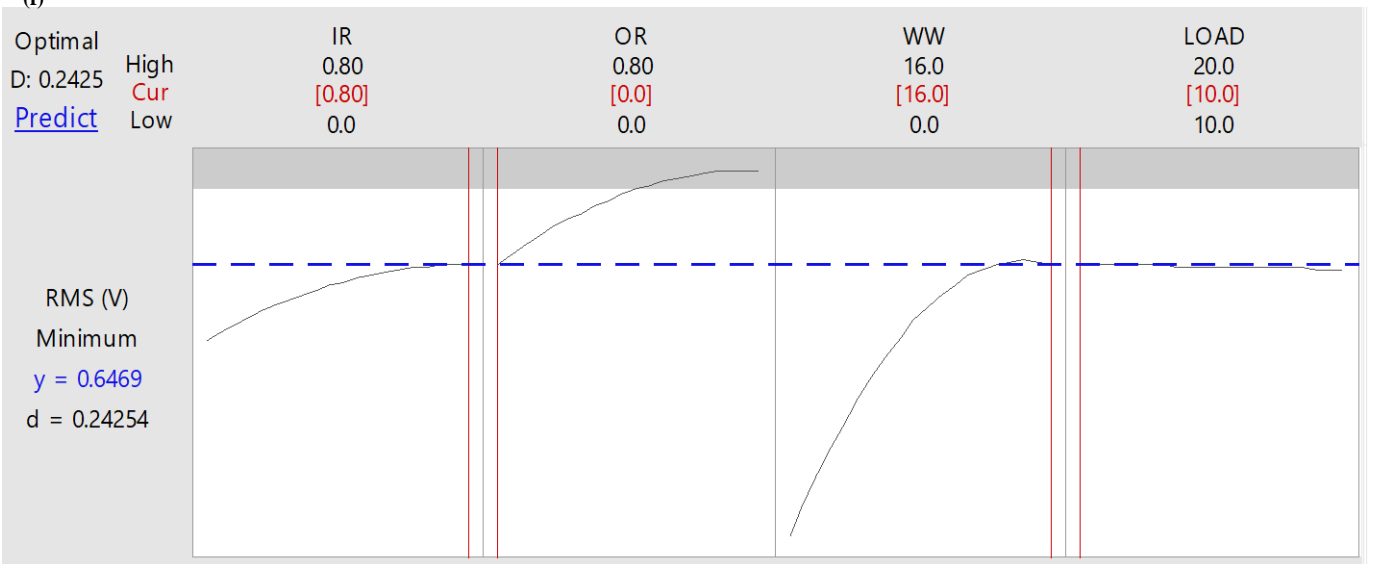 (i)
Optimal IR OR WW LOAD
D: 0.2425 High 0.80 0.80 16.0 20.0
Cur [0.80] [0.0] [16.0] [10.0]
Predict Low 0.0 0.0 0.0 10.0
RMS (V)
Minimum
y = 0.6469
d = 0.24254